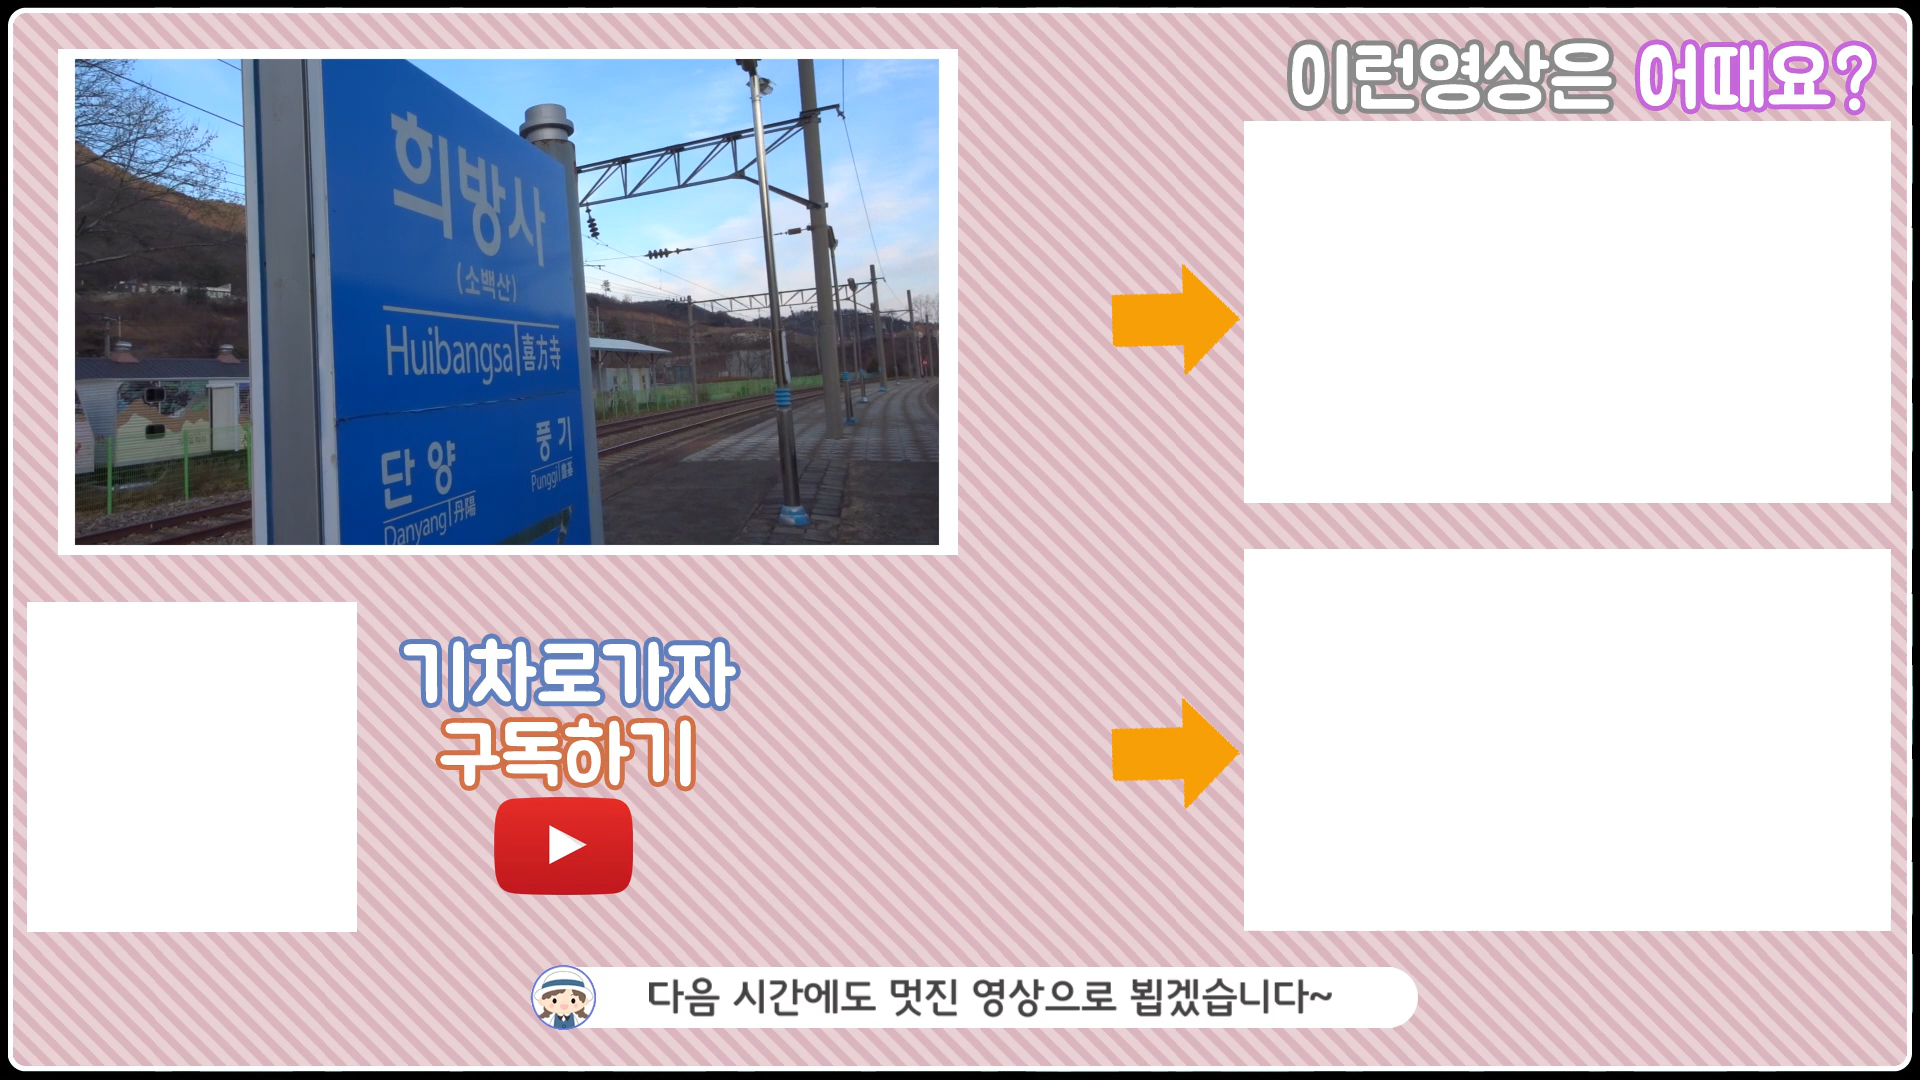 이런영상은 어때요?
희방사
(소백산)
Huibangsa 喜方寺
단양 풍기
Danyang 丹陽 Punggi 豊基
기차로가자
구독하기
다음 시간에도 멋진 영상으로 뵙겠습니다~